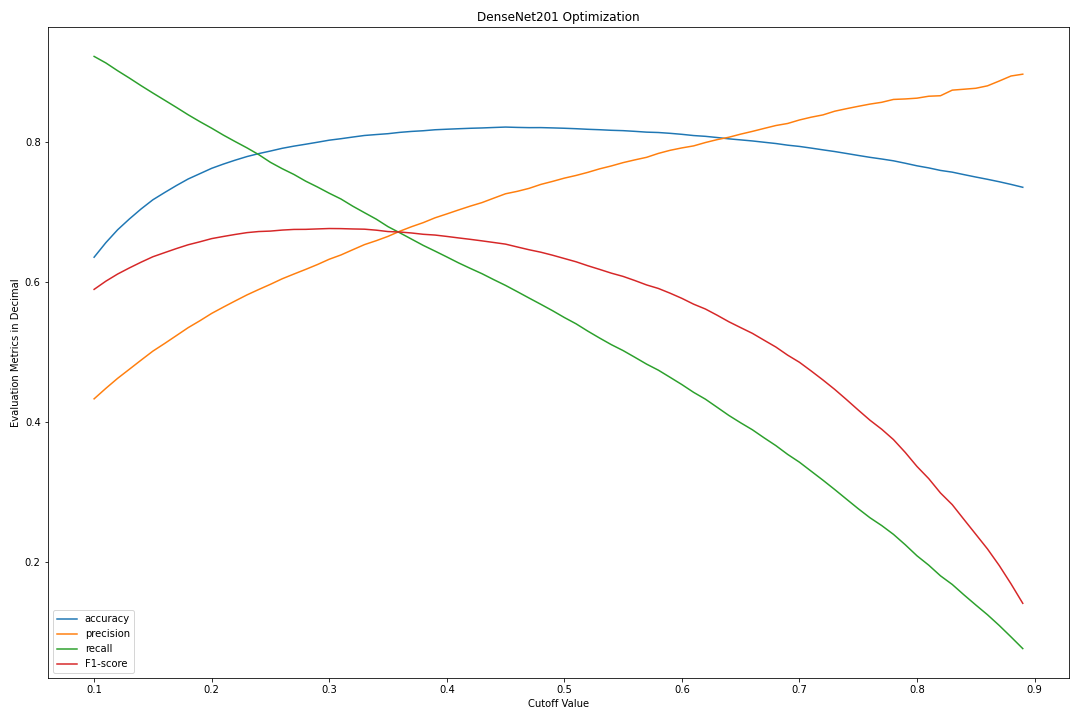 DenseNet201 Optimization
Evaluation Metrics in Decimal
0.8
0.6
0.4
0.2
accuracy
precision
recall
F1-score
0.1 0.2 0.3 0.4 0.5 0.6 0.7 0.8 0.9
Cutoff Value